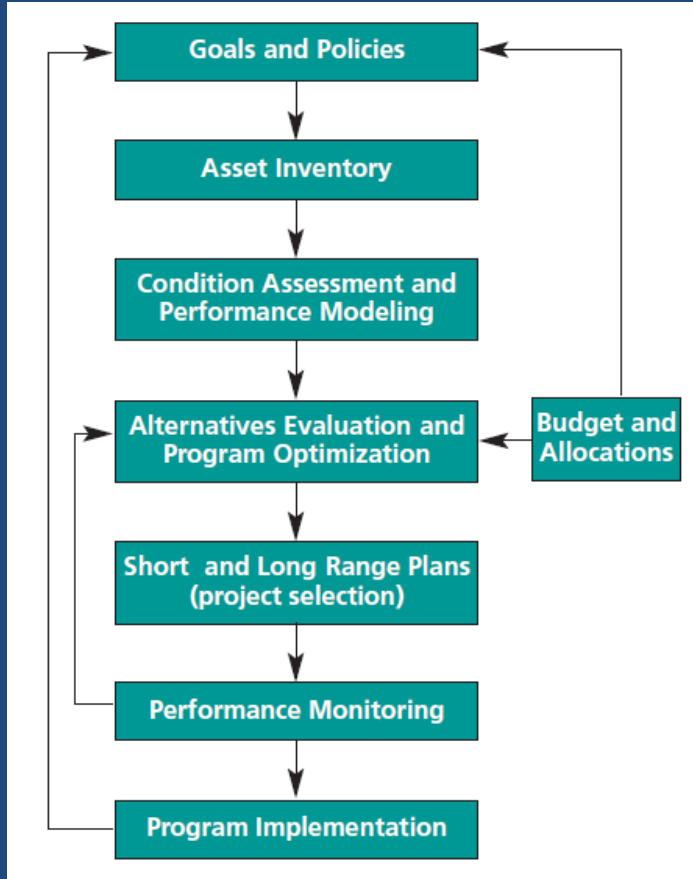 Goals and Policies
Asset Inventory
Condition Assessment and
Performance Modeling
Alternatives Evaluation and
Program Optimization
Budget and
Allocations
Short and Long Range Plans
(project selection)
Performance Monitoring
Program Implementation